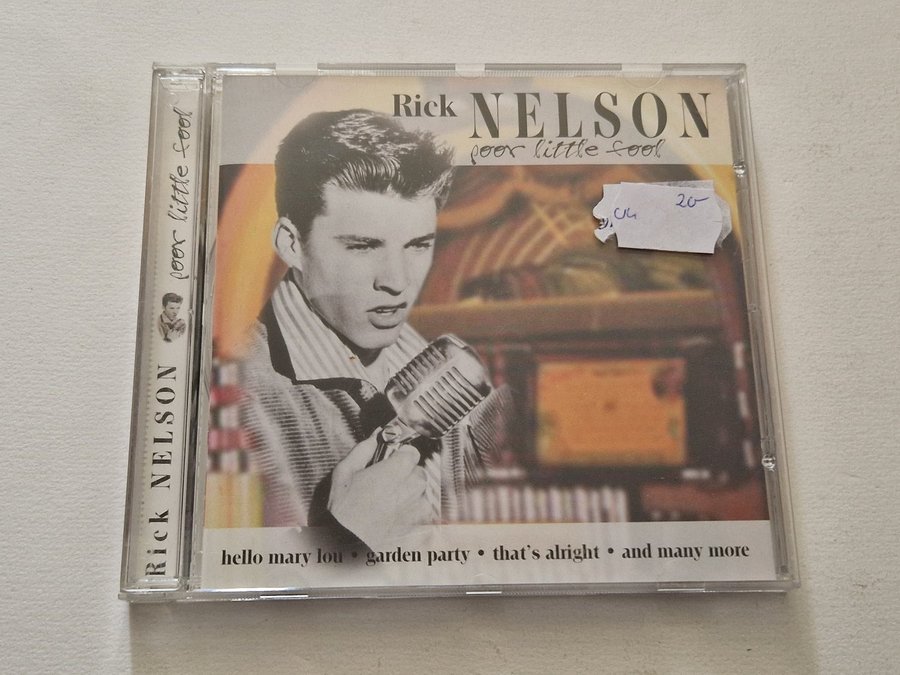 Rick NELSON
poor little fool
20-
hello mary lou • garden party • that's alright • and many more
Rick NELSON poor little fool